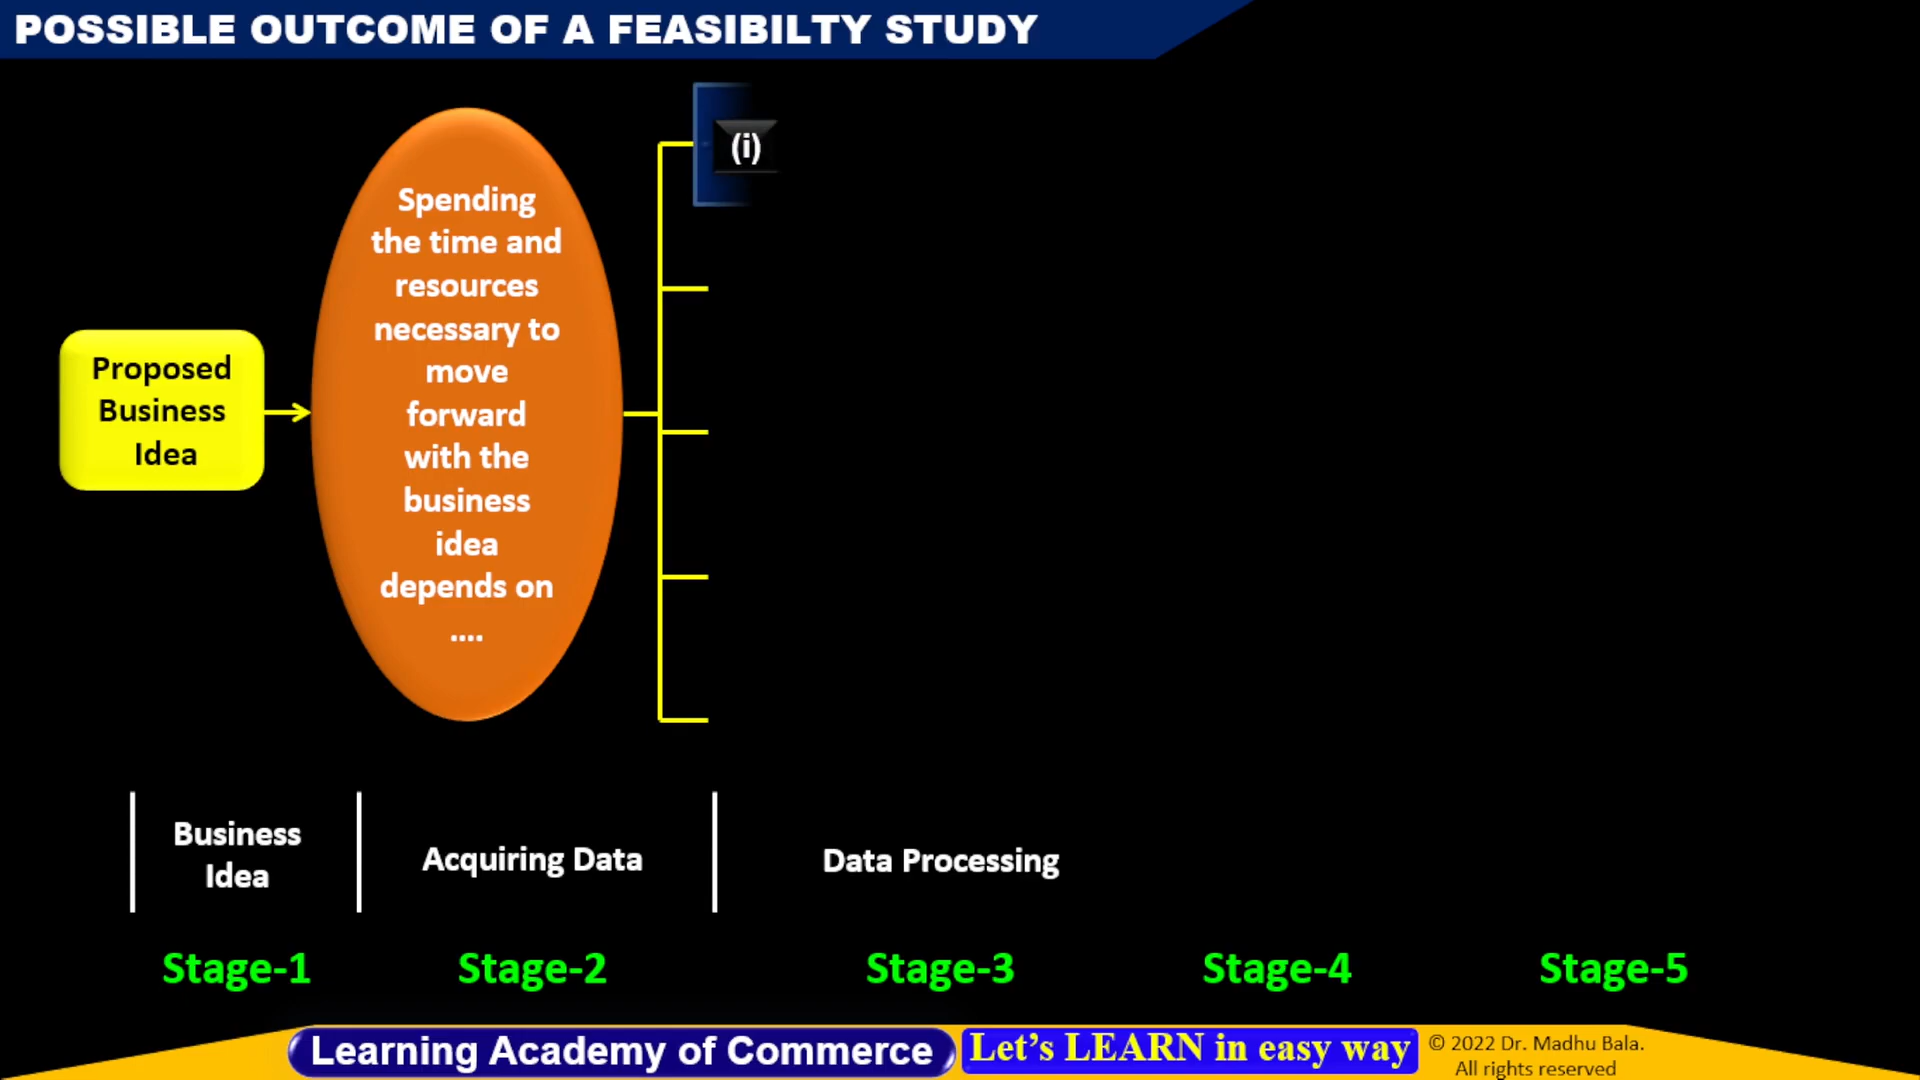 POSSIBLE OUTCOME OF A FEASIBILTY STUDY
(i)
Spending
the time and
resources
necessary to
move
forward
with the
business
idea
depends on
....
Proposed
Business
Idea
Business
Idea
Acquiring Data
Data Processing
Stage-1
Stage-2
Stage-3
Stage-4
Stage-5
Learning Academy of Commerce
Let's LEARN in easy way
© 2022 Dr. Madhu Bala.
All rights reserved